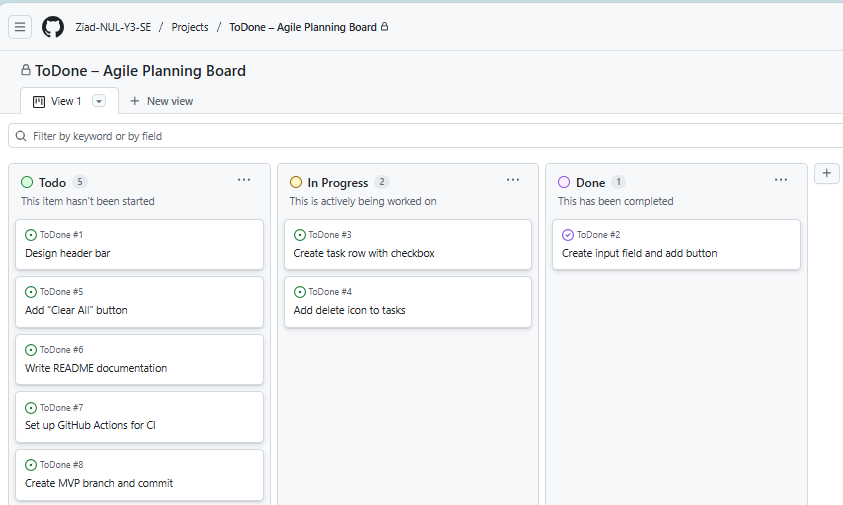 Ziad-NUL-Y3-SE / Projects / ToDone – Agile Planning Board
ToDone – Agile Planning Board
View 1
New view
Filter by keyword or by field
Todo 5
This item hasn't been started
ToDone #1
Design header bar
ToDone #5
Add “Clear All” button
ToDone #6
Write README documentation
ToDone #7
Set up GitHub Actions for CI
ToDone #8
Create MVP branch and commit
In Progress 2
This is actively being worked on
ToDone #3
Create task row with checkbox
ToDone #4
Add delete icon to tasks
Done 1
This has been completed
ToDone #2
Create input field and add button